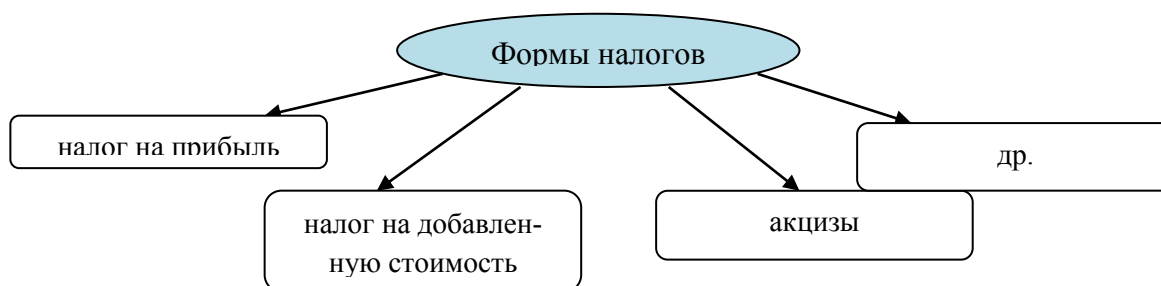 Формы налогов
налог на прибыль
др.
налог на добавлен-
ную стоимость
акцизы